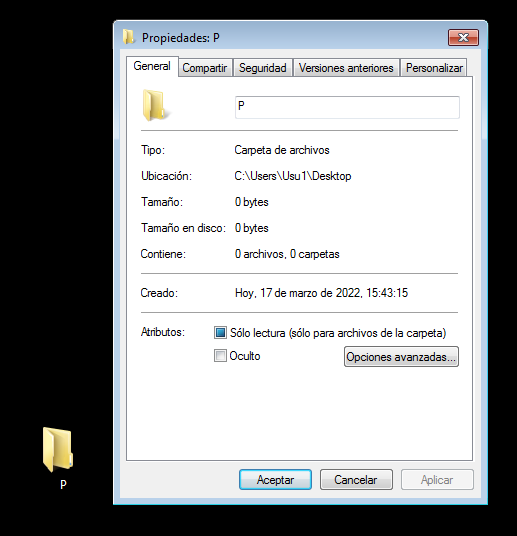 Propiedades: P
General Compartir Seguridad Versiones anteriores Personalizar
P
Tipo: Carpeta de archivos
Ubicación: C:\Users\Usu1\Desktop
Tamaño: 0 bytes
Tamaño en disco: 0 bytes
Contiene: 0 archivos, 0 carpetas
Creado: Hoy, 17 de marzo de 2022, 15:43:15
Atributos: Sólo lectura (sólo para archivos de la carpeta)
Oculto Opciones avanzadas...
Aceptar Cancelar Aplicar
P